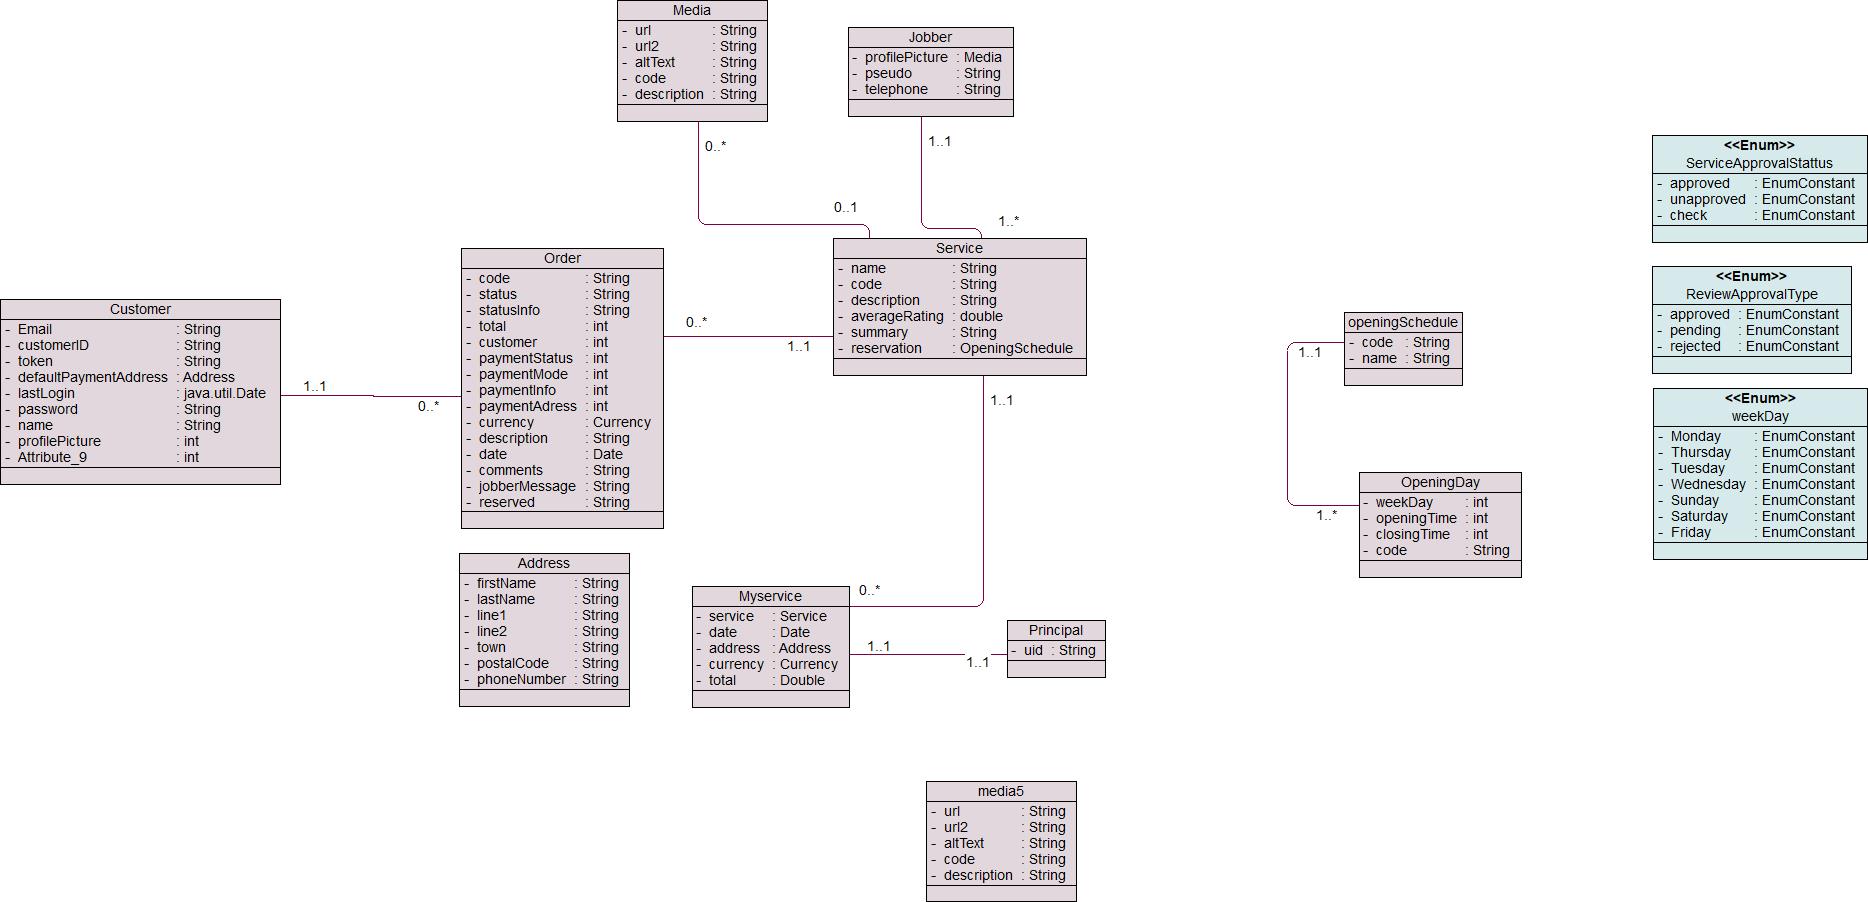 Media
- url : String
- url2 : String
- altText : String
- code : String
- description : String
0..*
0..1
Jobber
- profilePicture : Media
- pseudo : String
- telephone : String
1..1
1..*
Service
- name : String
- code : String
- description : String
- averageRating : double
- summary : String
- reservation : OpeningSchedule
Order
- code : String
- status : String
- statusInfo : String
- total : int
- customer : int
- paymentStatus : int
- paymentMode : int
- paymentInfo : int
- paymentAdress : int
- currency : Currency
- description : String
- date : Date
- comments : String
- jobberMessage : String
- reserved : String
0..*
1..1
Customer
- Email : String
- customerID : String
- token : String
- defaultPaymentAddress : Address
- lastLogin : java.util.Date
- password : String
- name : String
- profilePicture : int
- Attribute_9 : int
1..1
0..*
Address
- firstName : String
- lastName : String
- line1 : String
- line2 : String
- town : String
- postalCode : String
- phoneNumber : String
1..1
0..*
Myservice
- service : Service
- date : Date
- address : Address
- currency : Currency
- total : Double
1..1
1..1
Principal
- uid : String
media5
- url : String
- url2 : String
- altText : String
- code : String
- description : String
openingSchedule
- code : String
- name : String
1..1
1..*
OpeningDay
- weekDay : int
- openingTime : int
- closingTime : int
- code : String
<<Enum>>
ServiceApprovalStattus
- approved : EnumConstant
- unapproved : EnumConstant
- check : EnumConstant
<<Enum>>
ReviewApprovalType
- approved : EnumConstant
- pending : EnumConstant
- rejected : EnumConstant
<<Enum>>
weekDay
- Monday : EnumConstant
- Thursday : EnumConstant
- Tuesday : EnumConstant
- Wednesday : EnumConstant
- Sunday : EnumConstant
- Saturday : EnumConstant
- Friday : EnumConstant